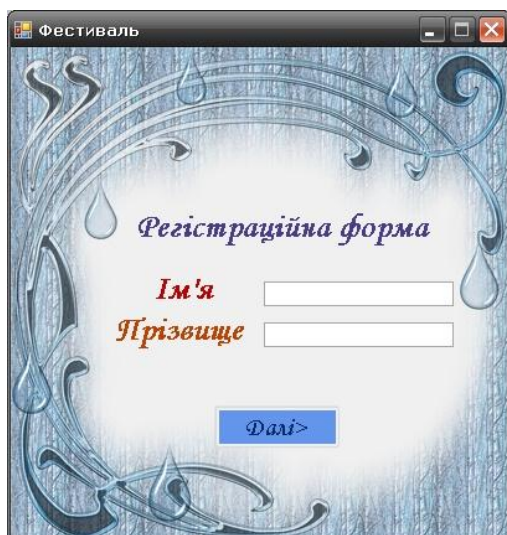 Фестиваль
Регістраційна форма
Ім'я
Прізвище
Далі>